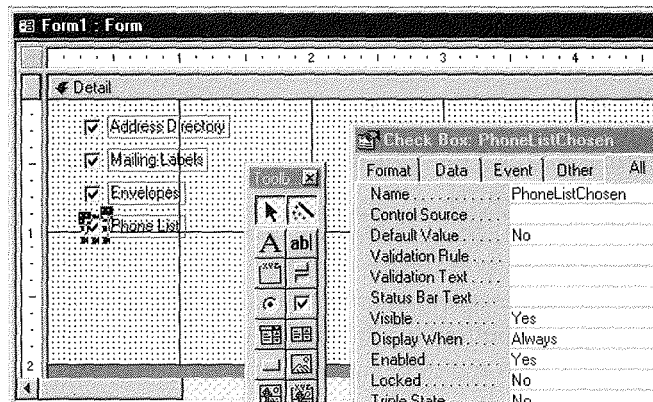 Form1 : Form
1 2 3 4
Detail
Address Directory
Mailing Labels
Envelopes
Phone List
1
2
A ab
XYZ
Check Box: PhoneListChosen
Format Data Event Other All
Name . . . . . . . . . . . PhoneListChosen
Control Source . . . . .
Default Value . . . . . No
Validation Rule . . . .
Validation Text . . . .
Status Bar Text . . .
Visible . . . . . . . . . . Yes
Display When . . . . . Always
Enabled . . . . . . . . . Yes
Locked . . . . . . . . . . No
Triple State No